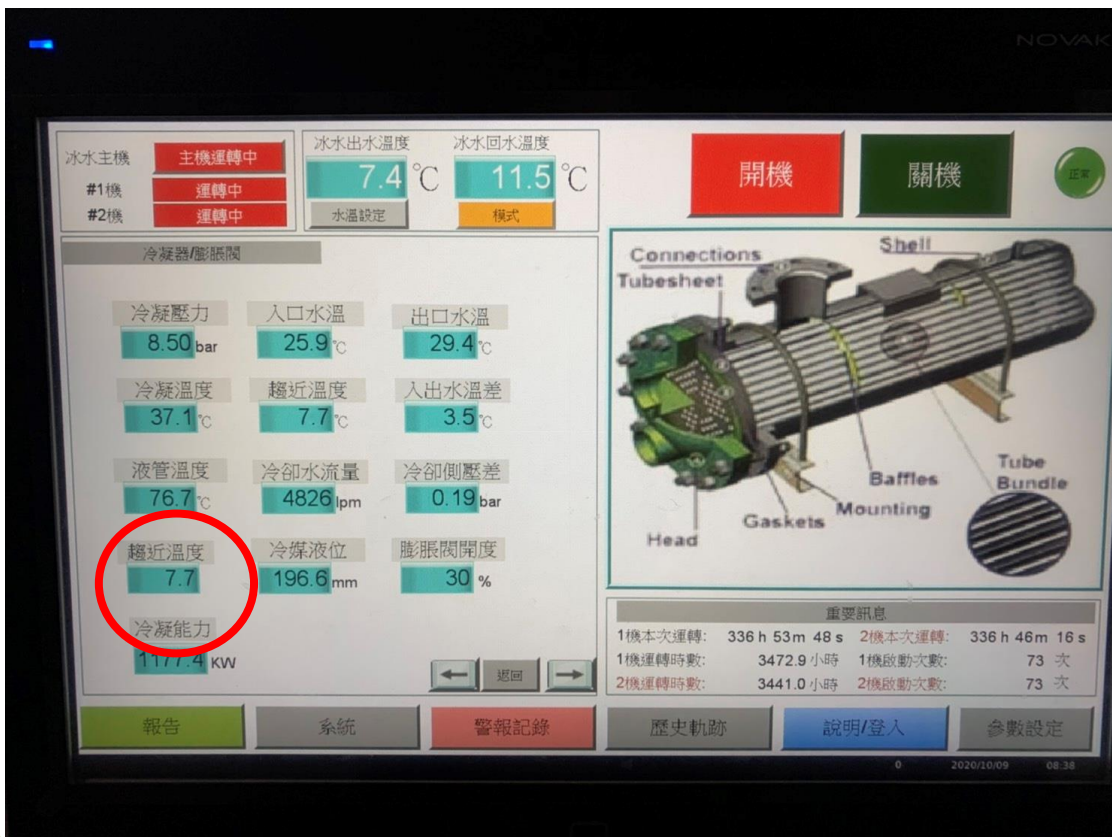 NOVAK
冰水主機
主機運轉中
#1機
運轉中
#2機
運轉中
冰水出水溫度
7.4 ℃
水溫設定
冰水回水溫度
11.5 ℃
模式
開機
關機
正常
冷凝器/膨脹閥
冷凝壓力
8.50 bar
入口水溫
25.9 ℃
出口水溫
29.4 ℃
冷凝溫度
37.1 ℃
趨近溫度
7.7 ℃
入出水溫差
3.5 ℃
液管溫度
76.7 ℃
冷卻水流量
4826 lpm
冷卻側壓差
0.19 bar
趨近溫度
7.7
冷媒液位
196.6 mm
膨脹閥開度
30 %
冷凝能力
1177.4 KW
返回
Connections
Tubesheet
Shell
Baffles
Tube
Bundle
Mounting
Gaskets
Head
重要訊息
1機本次運轉: 336 h 53m 48 s 2機本次運轉: 336 h 46m 16 s
1機運轉時數: 3472.9 小時 1機啟動次數: 73 次
2機運轉時數: 3441.0 小時 2機啟動次數: 73 次
報告
系統
警報記錄
歷史軌跡
說明/登入
參數設定
0 2020/10/09 08:38